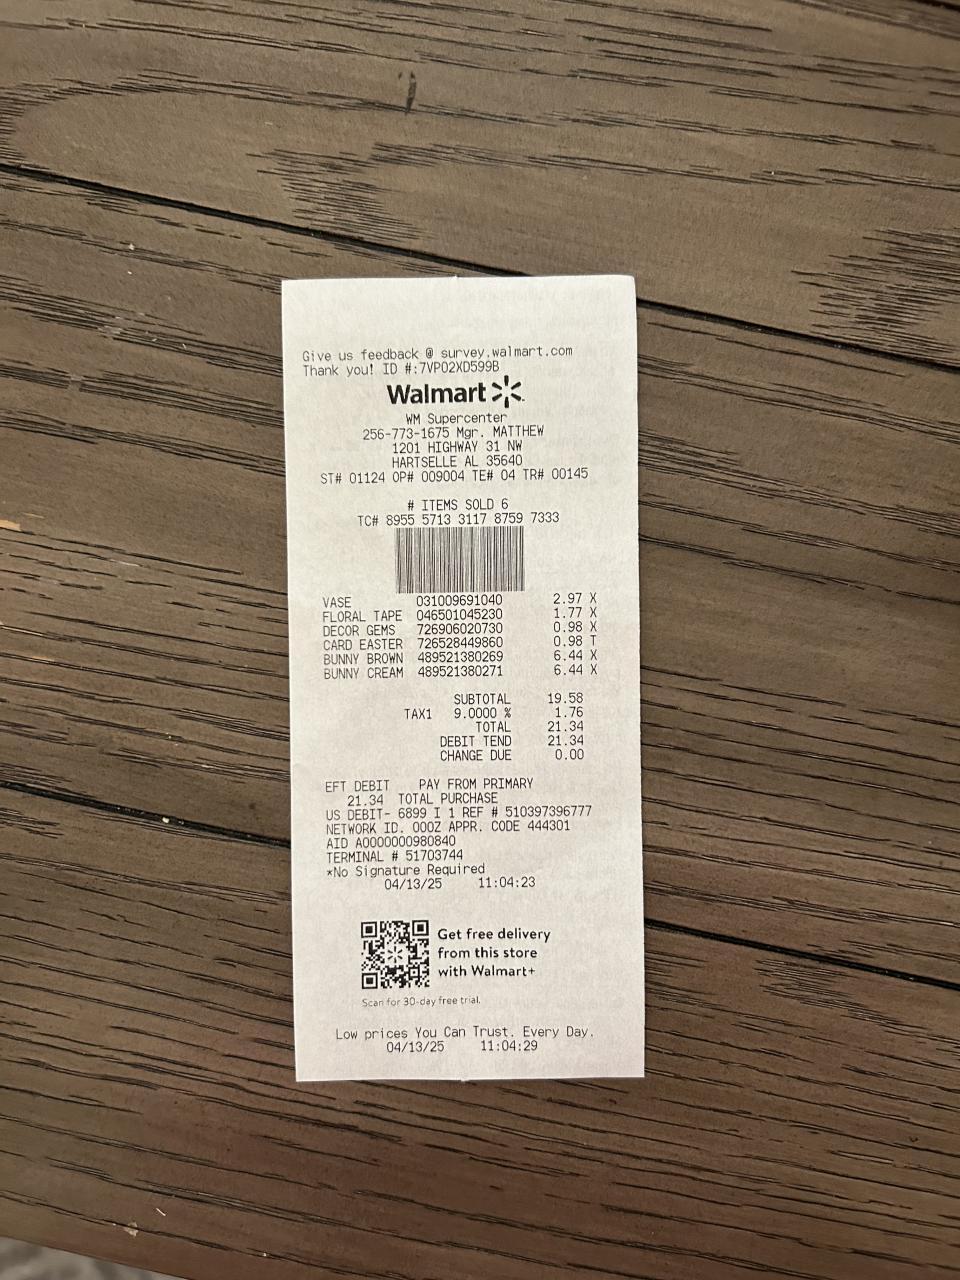 Give us feedback @ survey.walmart.com
Thank you! ID #:7VP02XD599B
Walmart
WM Supercenter
256-773-1675 Mgr. MATTHEW
1201 HIGHWAY 31 NW
HARTSELLE AL 35640
ST# 01124 OP# 009004 TE# 04 TR# 00145
# ITEMS SOLD 6
TC# 8955 5713 3117 8759 7333
VASE 031009691040 2.97 X
FLORAL TAPE 046501045230 1.77 X
DECOR GEMS 726906020730 0.98 X
CARD EASTER 726528449860 0.98 T
BUNNY BROWN 489521380269 6.44 X
BUNNY CREAM 489521380271 6.44 X
SUBTOTAL 19.58
TAX1 9.0000 % 1.76
TOTAL 21.34
DEBIT TEND 21.34
CHANGE DUE 0.00
EFT DEBIT PAY FROM PRIMARY
21.34 TOTAL PURCHASE
US DEBIT- 6899 I 1 REF # 510397396777
NETWORK ID. 000Z APPR. CODE 444301
AID A0000000980840
TERMINAL # 51703744
*No Signature Required
04/13/25 11:04:23
Get free delivery
from this store
with Walmart+
Scan for 30-day free trial.
Low prices You Can Trust. Every Day.
04/13/25 11:04:29